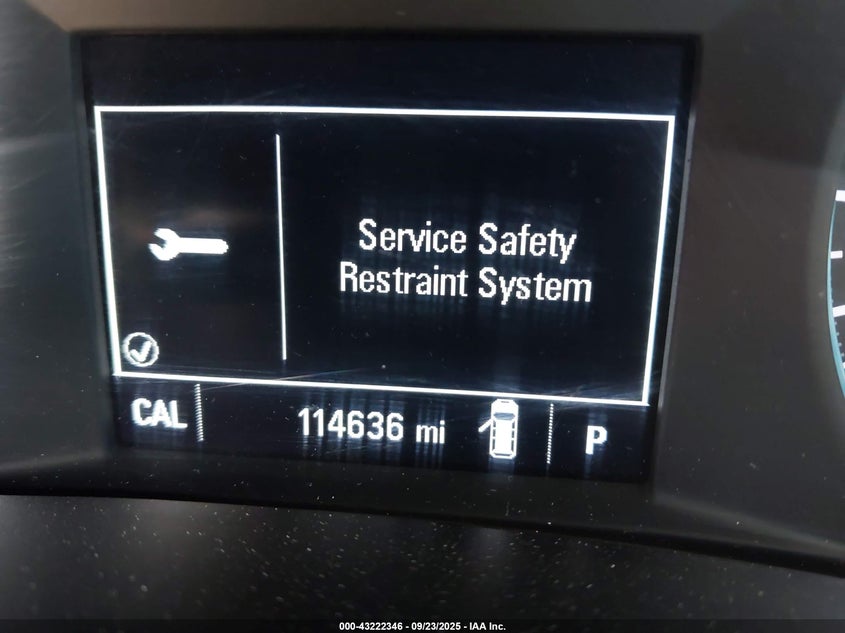 Service Safety
Restraint System
CAL 114636 mi P
000-43222346 - 09/23/2025 - IAA Inc.